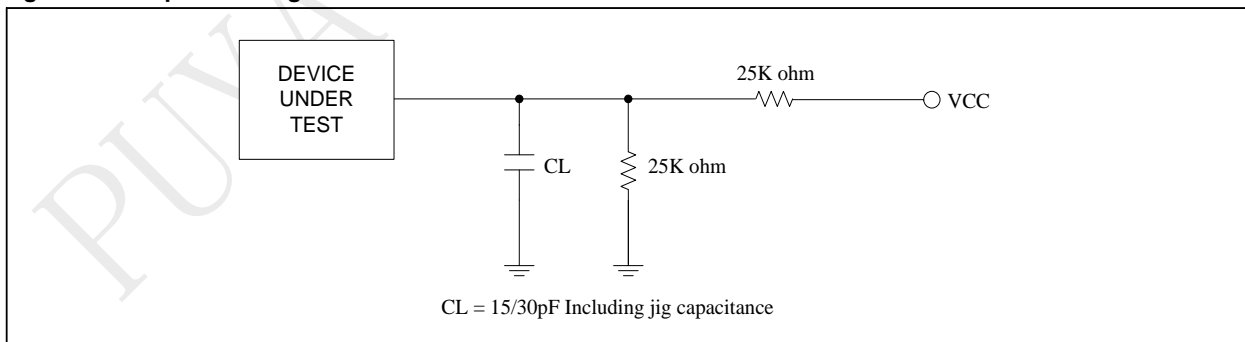 DEVICE
UNDER
TEST
25K ohm
VCC
CL
25K ohm
CL = 15/30pF Including jig capacitance